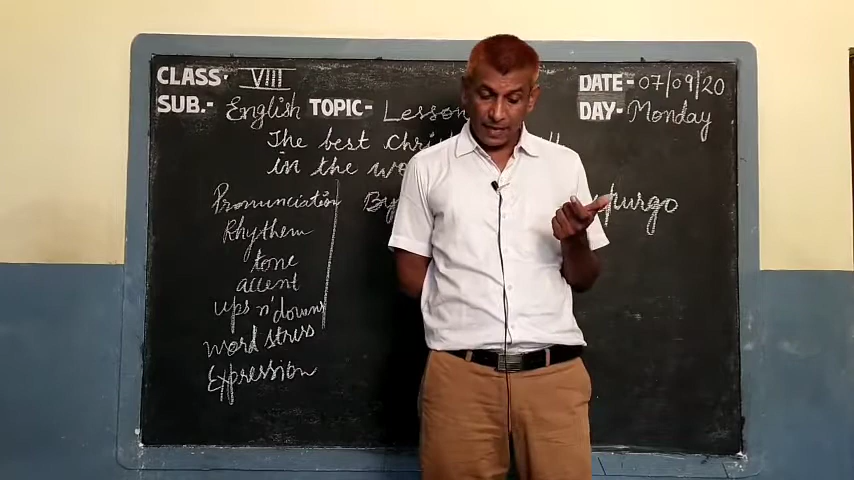 CLASS- VIII
DATE- 07/09/20
SUB.- English TOPIC- Lesson
DAY- Monday
The best
in the
Pronunciation
By
Rhythem
tone
accent
ups n' downs
word stress
Expression